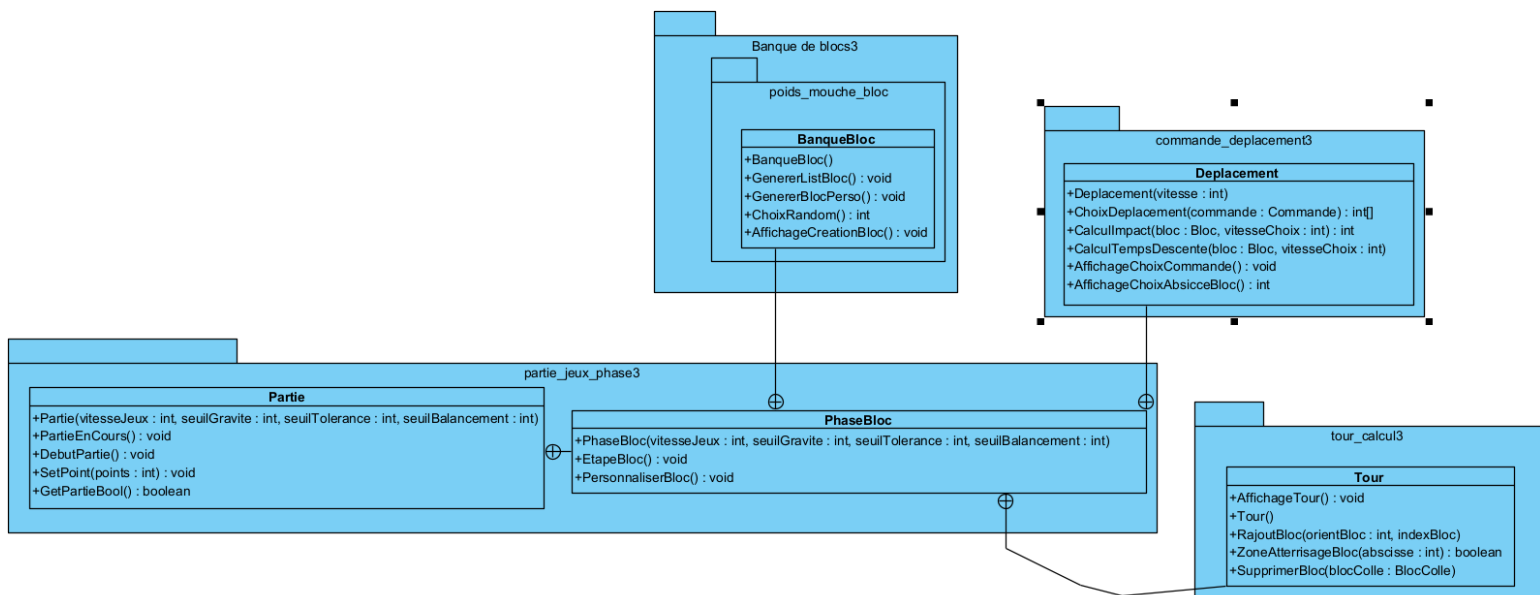 Banque de blocs3
poids_mouche_bloc
BanqueBloc
+BanqueBloc()
+GenererListBloc() : void
+GenererBlocPerso() : void
+ChoixRandom() : int
+AffichageCreationBloc() : void
commande_deplacement3
Deplacement
+Deplacement(vitesse : int)
+ChoixDeplacement(commande : Commande) : int[]
+CalculImpact(bloc : Bloc, vitesseChoix : int) : int
+CalculTempsDescente(bloc : Bloc, vitesseChoix : int)
+AffichageChoixCommande() : void
+AffichageChoixAbsicceBloc() : int
partie_jeux_phase3
Partie
+Partie(vitesseJeux : int, seuilGravite : int, seuilTolerance : int, seuilBalancement : int)
+PartieEnCours() : void
+DebutPartie() : void
+SetPoint(points : int) : void
+GetPartieBool() : boolean
PhaseBloc
+PhaseBloc(vitesseJeux : int, seuilGravite : int, seuilTolerance : int, seuilBalancement : int)
+EtapeBloc() : void
+PersonnaliserBloc() : void
tour_calcul3
Tour
+AffichageTour() : void
+Tour()
+RajoutBloc(orientBloc : int, indexBloc)
+ZoneAtterrisageBloc(abscisse : int) : boolean
+SupprimerBloc(blocColle : BlocColle)